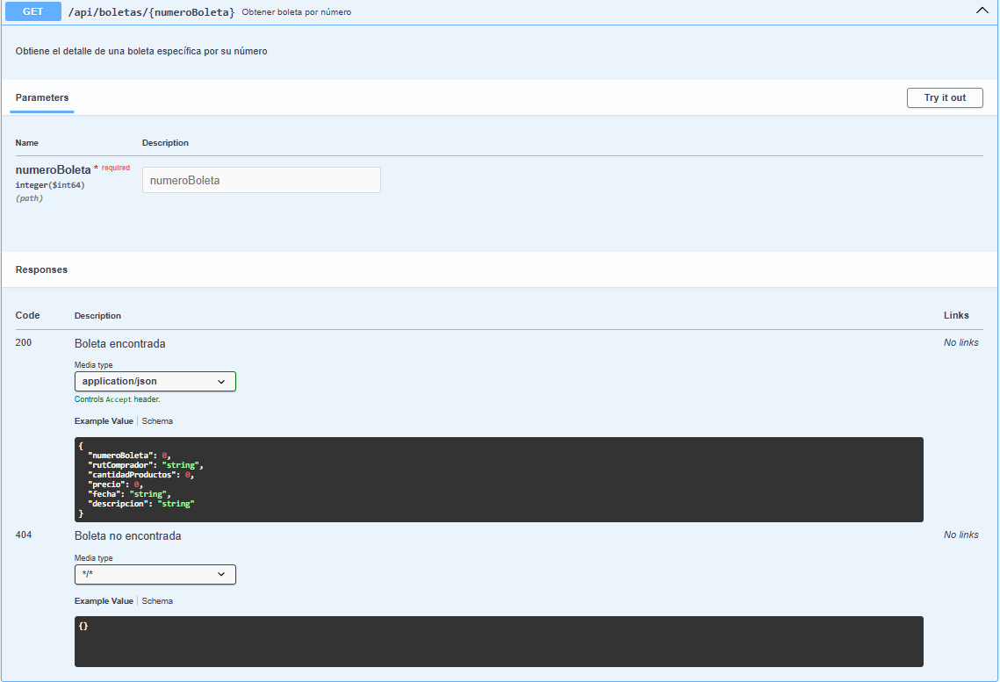 GET /api/boletas/{numeroBoleta} Obtener boleta por número
Obtiene el detalle de una boleta específica por su número
Parameters
Try it out
Name Description
numeroBoleta * required
integer($int64)
(path)
numeroBoleta
Responses
Code Description Links
200 Boleta encontrada No links
Media type
application/json
Controls Accept header.
Example Value Schema
{
"numeroBoleta": 0,
"rutComprador": "string",
"cantidadProductos": 0,
"precio": 0,
"fecha": "string",
"descripcion": "string"
}
404 Boleta no encontrada No links
Media type
*/*
Example Value Schema
{}